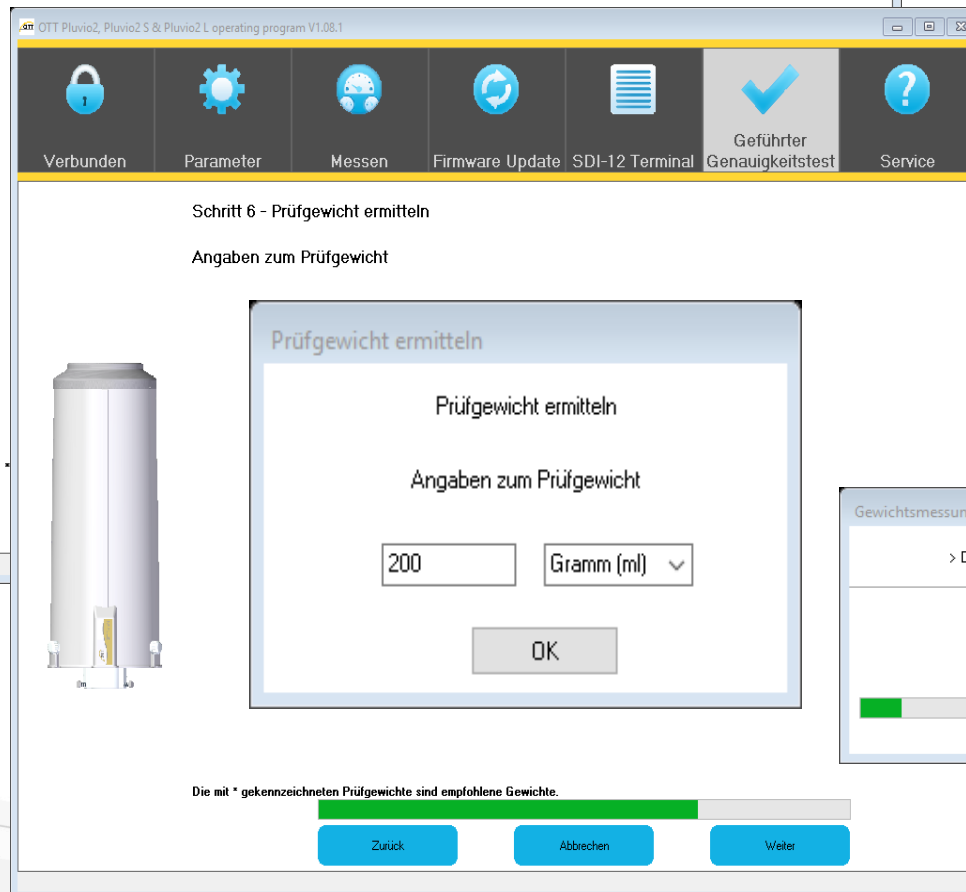 OTT OTT Pluvio2, Pluvio2 S & Pluvio2 L operating program V1.08.1
Verbunden
Parameter
Messen
Firmware Update
SDI-12 Terminal
Geführter
Genauigkeitstest
Service
Schritt 6 - Prüfgewicht ermitteln
Angaben zum Prüfgewicht
Prüfgewicht ermitteln
Prüfgewicht ermitteln
Angaben zum Prüfgewicht
200 Gramm (ml)
OK
Gewichtsmessun
> D
*
Die mit * gekennzeichneten Prüfgewichte sind empfohlene Gewichte.
Zurück
Abbrechen
Weiter